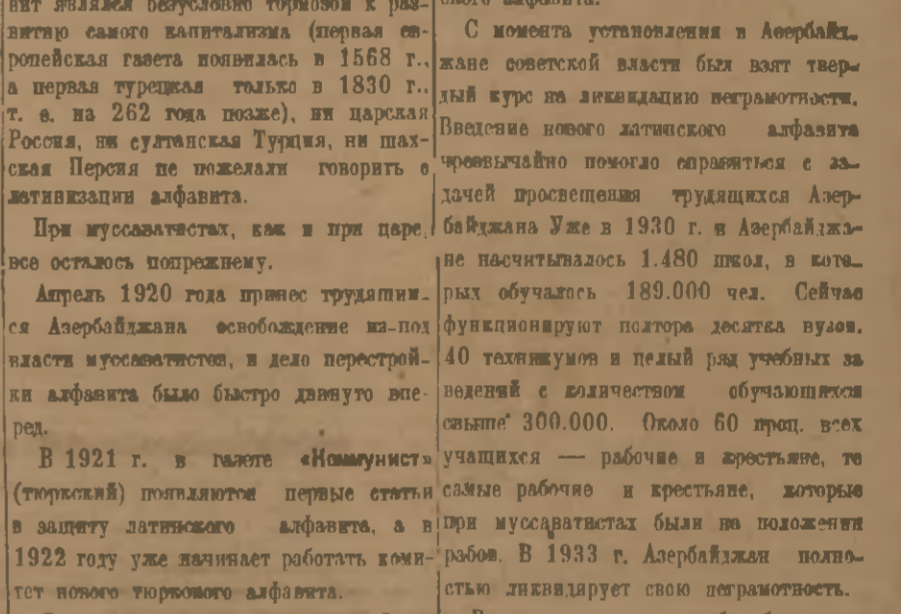 вит являлся безусловно тормозом к раз-
витию самого капитализма (первая ев-
ропейская газета появилась в 1568 г.,
а первая турецкая только в 1830 г.,
т. е. на 262 года позже), ни царская
Россия, ни султанская Турция, ни шах-
ская Персия не пожелали говорить о
латинизации алфавита.
При муссаватистах, как и при царе,
все осталось попрежнему.
Апрель 1920 года принес трудящим-
ся Азербайджана освобождение из-под
власти муссаватистов, и дело перестрой-
ки алфавита было быстро двинуто впе-
ред.
В 1921 г. в газете «Коммунист»
(тюркский) появляются первые статьи
в защиту латинского алфавита, а в
1922 году уже начинает работать коми-
тет нового тюркового алфавита.
ского алфавита.
С момента установления в Азербайд-
жане советской власти был взят твер-
дый курс на ликвидацию неграмотности.
Введение нового латинского алфавита
чрезвычайно помогло справиться с за-
дачей просвещения трудящихся Азер-
байджана Уже в 1930 г. в Азербайджа-
не насчитывалось 1.480 школ, в кото-
рых обучалось 189.000 чел. Сейчас
функционируют полтора десятка вузов,
40 техникумов и целый ряд учебных за
ведений с количеством обучающихся
свыше 300.000. Около 60 проц. всех
учащихся — рабочие и крестьяне, те
самые рабочие и крестьяне, которые
при муссаватистах были на положении
рабов. В 1933 г. Азербайджан полно-
стью ликвидирует свою неграмотность.